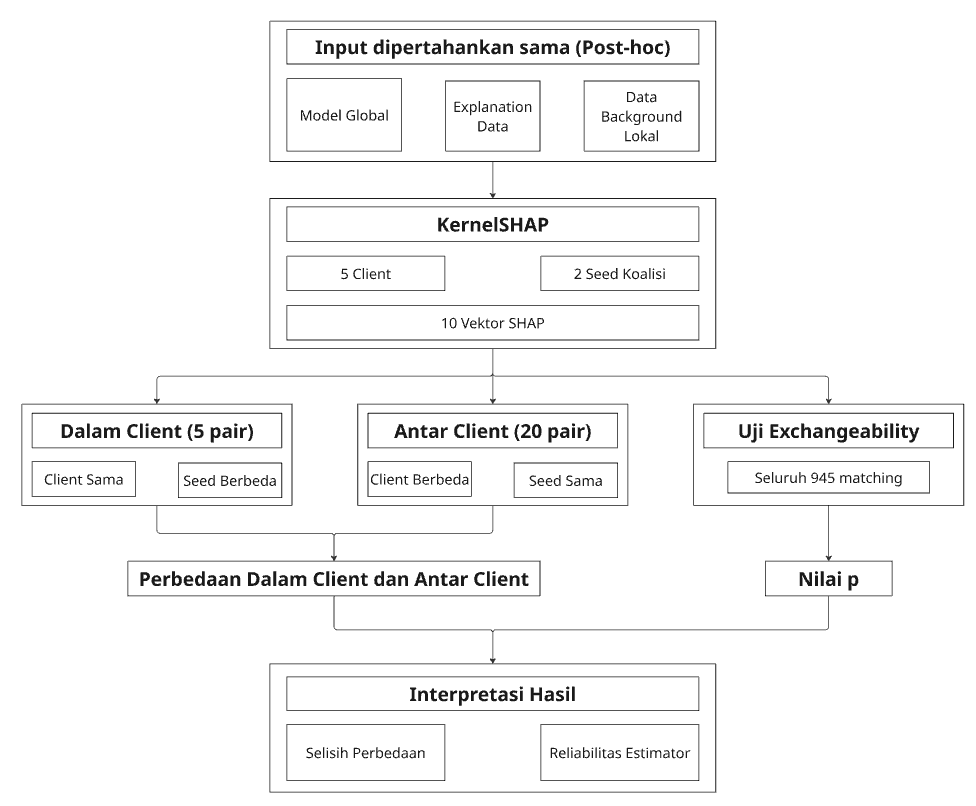 Input dipertahankan sama (Post-hoc)
Model Global
Explanation
Data
Data
Background
Lokal
KernelSHAP
5 Client
2 Seed Koalisi
10 Vektor SHAP
Dalam Client (5 pair)
Client Sama
Seed Berbeda
Antar Client (20 pair)
Client Berbeda
Seed Sama
Uji Exchangeability
Seluruh 945 matching
Perbedaan Dalam Client dan Antar Client
Nilai p
Interpretasi Hasil
Selisih Perbedaan
Reliabilitas Estimator